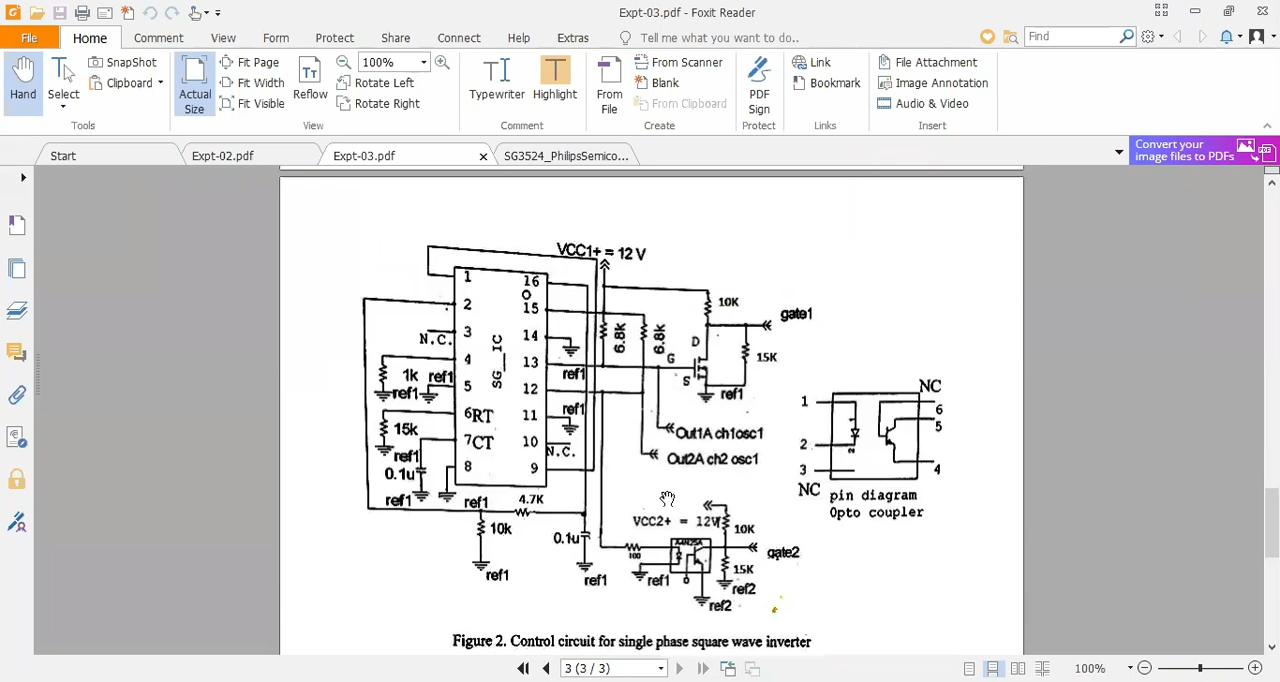 Expt-03.pdf - Foxit Reader
File Home Comment View Form Protect Share Connect Help Extras Tell me what you want to do.. Find
Hand
Select
SnapShot
Clipboard
Tools
Actual
Size
Fit Page
Fit Width
Fit Visible
Reflow
100%
Rotate Left
Rotate Right
View
Typewriter
Highlight
Comment
From
File
From Scanner
Blank
From Clipboard
Create
PDF
Sign
Protect
Link
Bookmark
Links
File Attachment
Image Annotation
Audio & Video
Insert
Start Expt-02.pdf Expt-03.pdf SG3524_PhilipsSemico...
Convert your
image files to PDFs
VCC1+ = 12 V
1 16
O
2 15
N.C. 3 14
4 13
5 12
6 RT 11
7 CT 10
8 9
SG_IC
1k ref1
ref1
15k
ref1
0.1u
ref1
ref1
N.C.
ref1
ref1
6.8k
6.8k
10K
gate1
D
G
S
15K
ref1
Out1A ch1osc1
Out2A ch2 osc1
4.7K
10k
ref1
0.1u
ref1
VCC2+ = 12V
10K
100
A4N25A
gate2
15K
ref1
ref2
ref2
NC
1 6
5
2
2
3 4
1
NC
pin diagram
Opto coupler
Figure 2. Control circuit for single phase square wave inverter
3 (3 / 3)
100%